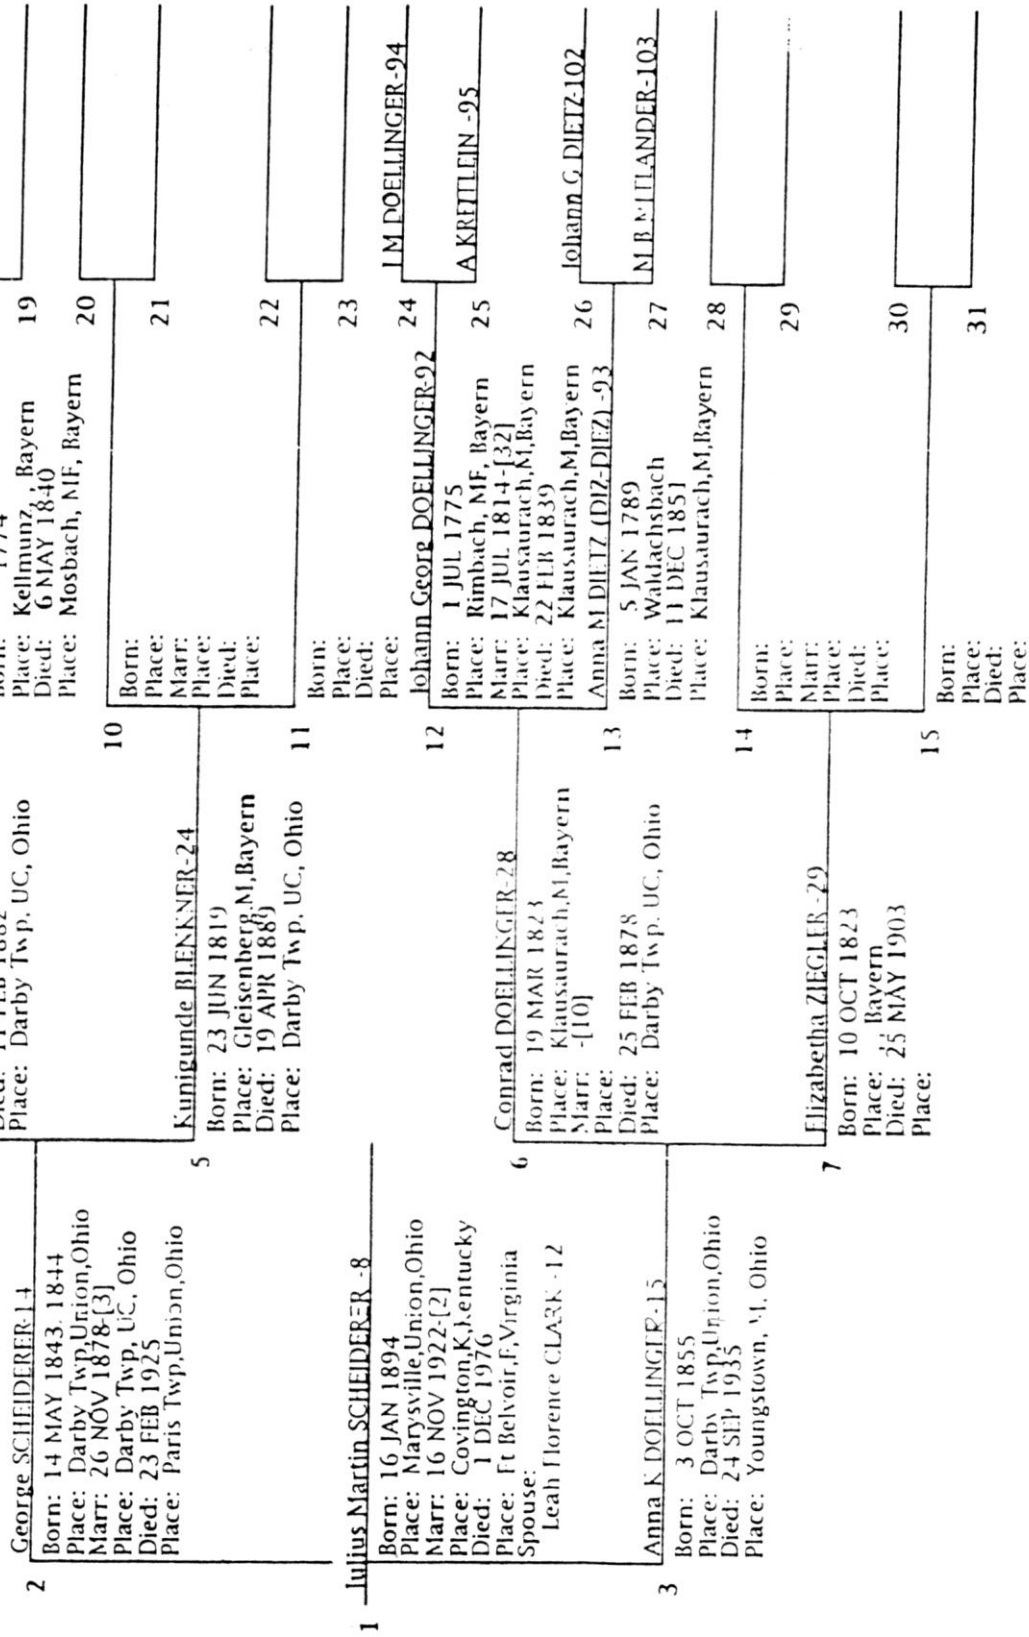 George SCHEIDERER-14
2
Born: 14 MAY 1843, 1844
Place: Darby Twp,Union,Ohio
Marr: 26 NOV 1878-[3]
Place: Darby Twp, UC, Ohio
Died: 23 FEB 1925
Place: Paris Twp,Union,Ohio
1
Julius Martin SCHEIDERER -8
Born: 16 JAN 1894
Place: Marysville,Union,Ohio
Marr: 16 NOV 1922-[2]
Place: Covington,K,Kentucky
Died: 1 DEC 1976
Place: Ft Belvoir,F,Virginia
Spouse:
Leah Florence CLARK -12
3
Anna K DOELLINGER-15
Born: 3 OCT 1855
Place: Darby Twp,Union,Ohio
Died: 24 SEP 1935
Place: Youngstown, M, Ohio
Place: Darby Twp. UC, Ohio
Kunigunde BLENKNER-24
5
Born: 23 JUN 1819
Place: Gleisenberg,M,Bayern
Died: 19 APR 1889
Place: Darby Twp. UC, Ohio
Conrad DOELLINGER-28
6
Born: 19 MAR 1823
Place: Klausaurach,M,Bayern
Marr: -[10]
Place:
Died: 25 FEB 1878
Place: Darby Twp. UC, Ohio
Elizabetha ZIEGLER -29
7
Born: 10 OCT 1823
Place: ,, Bayern
Died: 25 MAY 1903
Place:
Born: 1774
Place: Kellmunz, , Bayern
Died: 6 MAY 1840
Place: Mosbach, MF, Bayern
10
Born:
Place:
Marr:
Place:
Died:
Place:
11
Born:
Place:
Died:
Place:
Johann Georg DOELLINGER-92
12
Born: 1 JUL 1775
Place: Rimbach, MF, Bayern
Marr: 17 JUL 1814-[32]
Place: Klausaurach,M,Bayern
Died: 22 FEB 1839
Place: Klausaurach,M,Bayern
Anna M DIETZ (DIZ-DIEZ) -93
13
Born: 5 JAN 1789
Place: Waldachsbach
Died: 11 DEC 1851
Place: Klausaurach,M,Bayern
14
Born:
Place:
Marr:
Place:
Died:
Place:
15
Born:
Place:
Died:
Place:
19
20
21
22
23
24
J M DOELLINGER-94
25
A KREITLEIN -95
26
Johann G DIETZ-102
27
M B -103
28
29
30
31